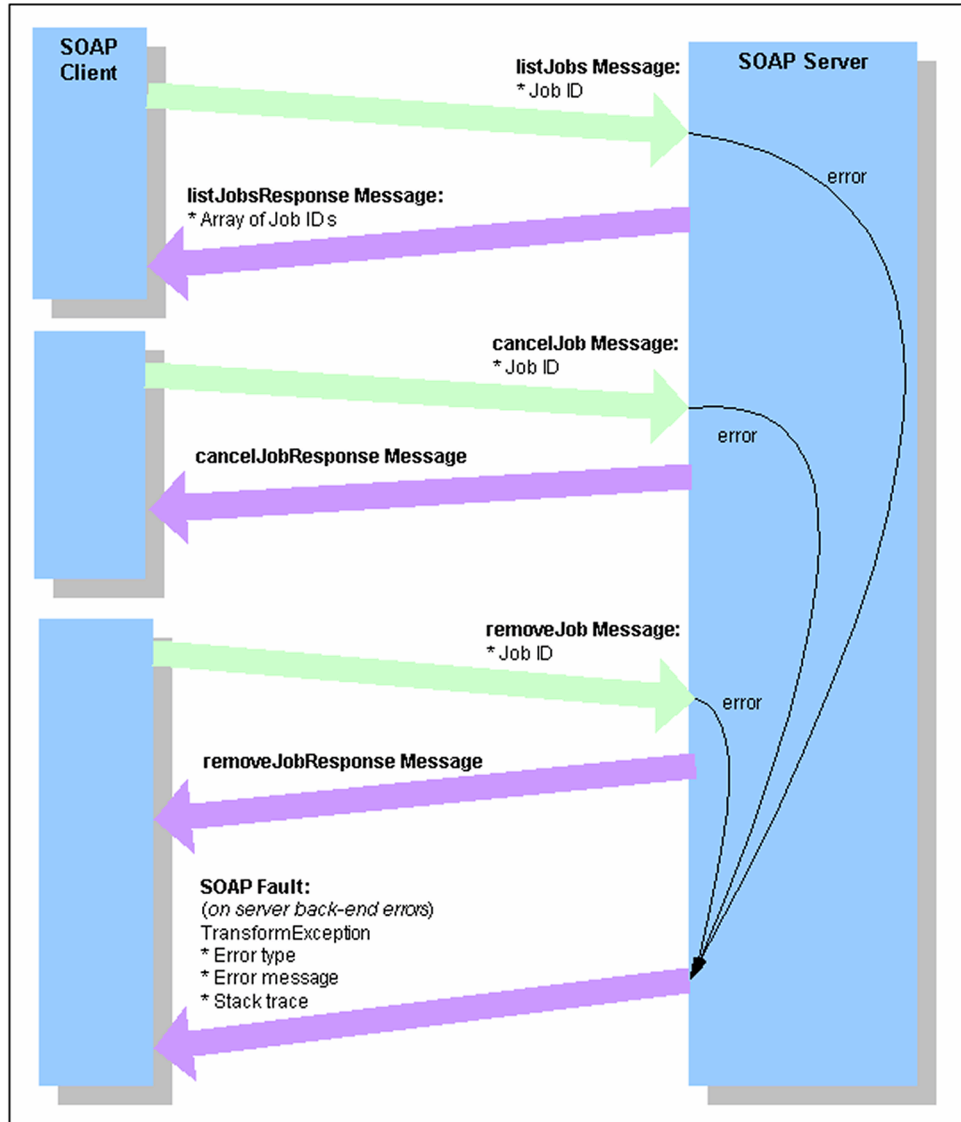 SOAP
Client
SOAP Server
listJobs Message:
* Job ID
error
listJobsResponse Message:
* Array of Job IDs
cancelJob Message:
* Job ID
error
cancelJobResponse Message
removeJob Message:
* Job ID
error
removeJobResponse Message
SOAP Fault:
(on server back-end errors)
TransformException
* Error type
* Error message
* Stack trace